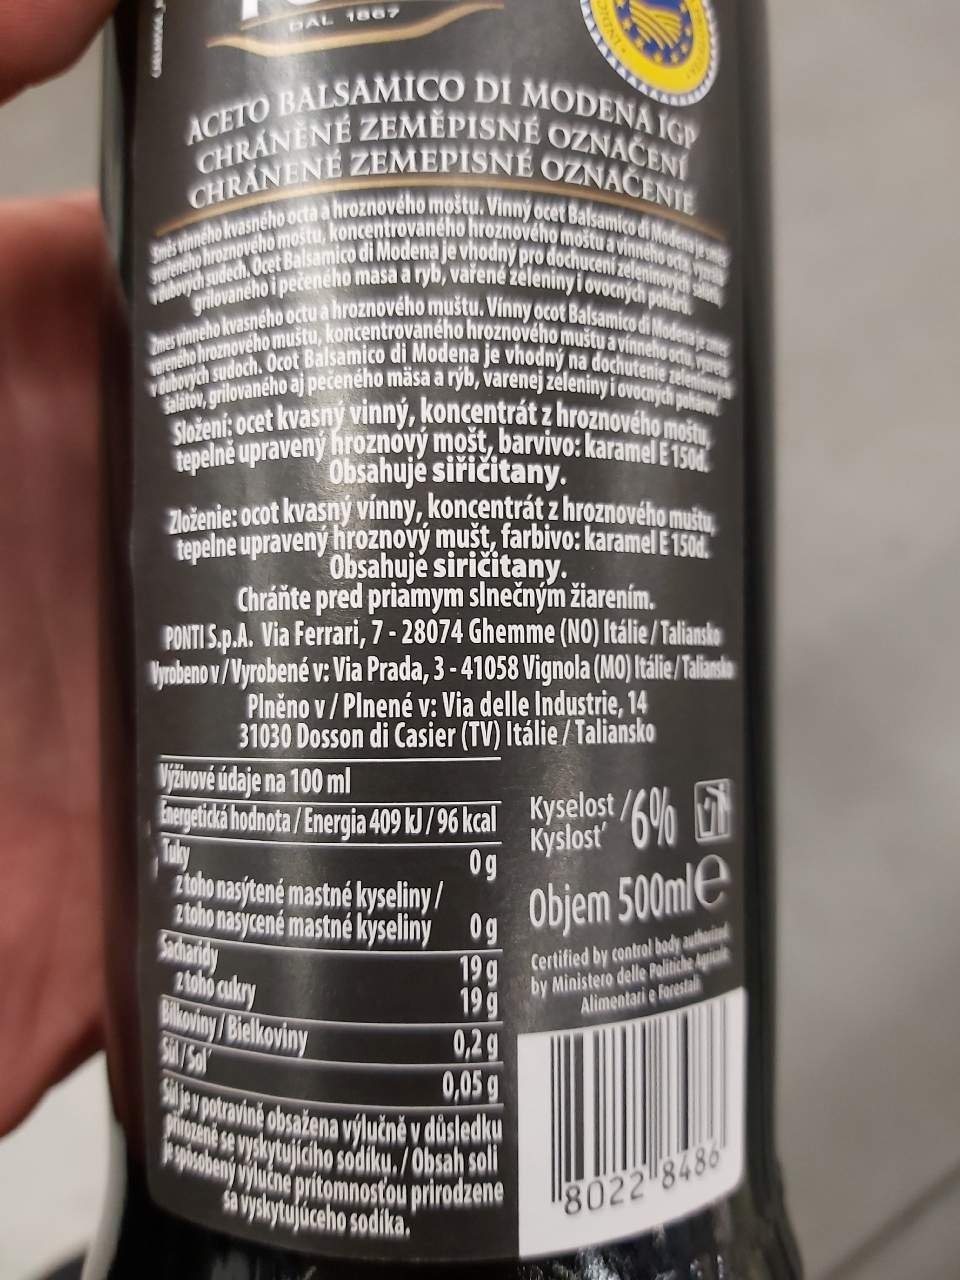 DAL 1867
ACETO BALSAMICO DI MODENA IGP
CHRÁNĚNÉ ZEMĚPISNÉ OZNAČENÍ
CHRÁNENÉ ZEMEPISNÉ OZNAČENIE
Směs vinného kvasného octa a hroznového moštu. Vinný ocet Balsamico di Modena je směs
svařeného hroznového moštu, koncentrovaného hroznového moštu a vinného octa,
v dubových sudech. Ocet Balsamico di Modena je vhodný pro dochucení zeleninových salátů,
grilovaného i pečeného masa a ryb, vařené zeleniny i ovocných pohárů.
Zmes vinného kvasného octu a hroznového muštu. Vínny ocot Balsamico di Modena je zmes
vareného hroznového muštu, koncentrovaného hroznového muštu a vínneho octu,
v dubových sudoch. Ocot Balsamico di Modena je vhodný na dochutenie zeleninových
šalátov, grilovaného aj pečeného mäsa a rýb, varenej zeleniny i ovocných pohárov.
Složení: ocet kvasný vinný, koncentrát z hroznového moštu,
tepelně upravený hroznový mošt, barvivo: karamel E 150d.
Obsahuje siřičitany.
Zloženie: ocot kvasný vínny, koncentrát z hroznového muštu,
tepelne upravený hroznový mušt, farbivo: karamel E 150d.
Obsahuje siričitany.
Chráňte pred priamym slnečným žiarením.
PONTI S.p.A. Via Ferrari, 7 - 28074 Ghemme (NO) Itálie / Taliansko
Vyrobeno v / Vyrobené v: Via Prada, 3 - 41058 Vignola (MO) Itálie / Taliansko
Plněno v / Plnené v: Via delle Industrie, 14
31030 Dosson di Casier (TV) Itálie / Taliansko
Výživové údaje na 100 ml
Energetická hodnota / Energia 409 kJ / 96 kcal
Tuky 0 g
z toho nasýtené mastné kyseliny /
z toho nasycené mastné kyseliny 0 g
Sacharidy 19 g
z toho cukry 19 g
Bílkoviny / Bielkoviny 0,2 g
Sůl / Soľ 0,05 g
Sůl je v potravině obsažena výlučně v důsledku
přirozeně se vyskytujícího sodíku. / Obsah soli
je spôsobený výlučne prítomnosťou prirodzene
sa vyskytujúceho sodíka.
Kyselost /
Kyslosť 6%
Objem 500ml e
Certified by control body authorized
by Ministero delle Politiche Agricole
Alimentari e Forestali
8022 8486